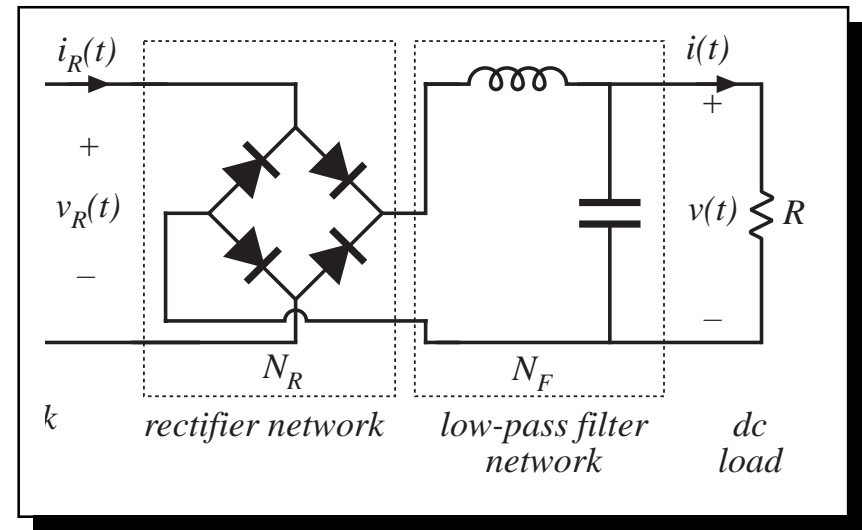 i_R(t)
i(t)
+
+
v_R(t)
v(t)
R
–
–
N_R
N_F
k
rectifier network
low-pass filter
network
dc
load